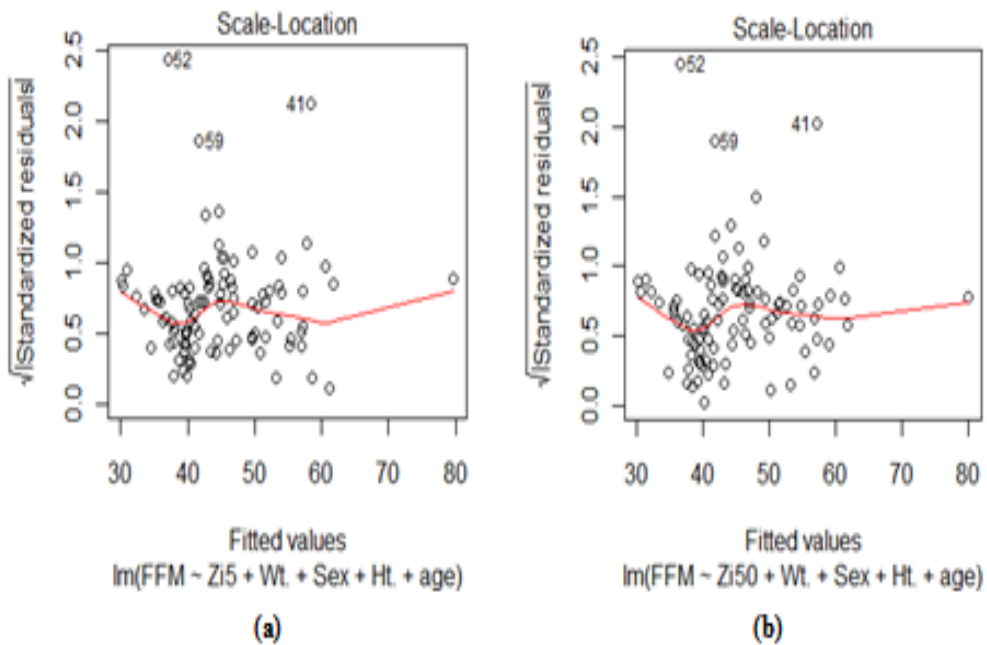 Scale-Location
√|Standardized residuals|
2.5
2.0
1.5
1.0
0.5
0.0
52
41
59
30 40 50 60 70 80
Fitted values
lm(FFM ~ Zi5 + Wt. + Sex + Ht. + age)
(a)
Scale-Location
√|Standardized residuals|
2.5
2.0
1.5
1.0
0.5
0.0
52
41
59
30 40 50 60 70 80
Fitted values
lm(FFM ~ Zi50 + Wt. + Sex + Ht. + age)
(b)